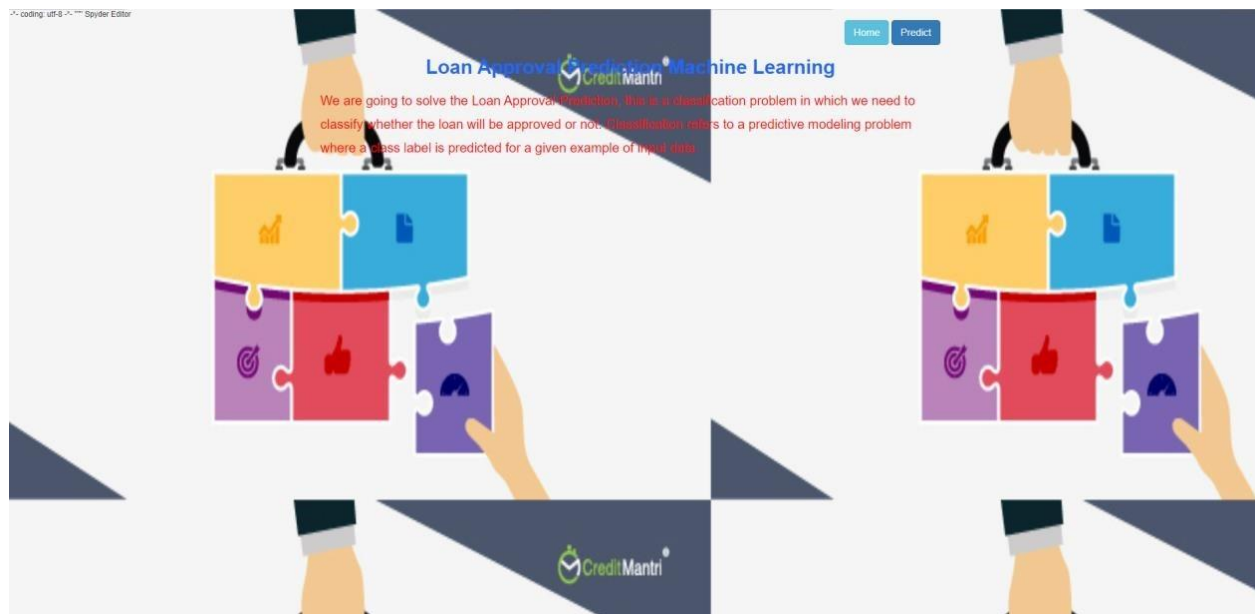 -*- coding: utf-8 -*- """ Spyder Editor
Home Predict
Loan Approval Prediction Machine Learning
CreditMantri
We are going to solve the Loan Approval Prediction, this is a classification problem in which we need to
classify whether the loan will be approved or not. Classification refers to a predictive modeling problem
where a class label is predicted for a given example of input data.
CreditMantri